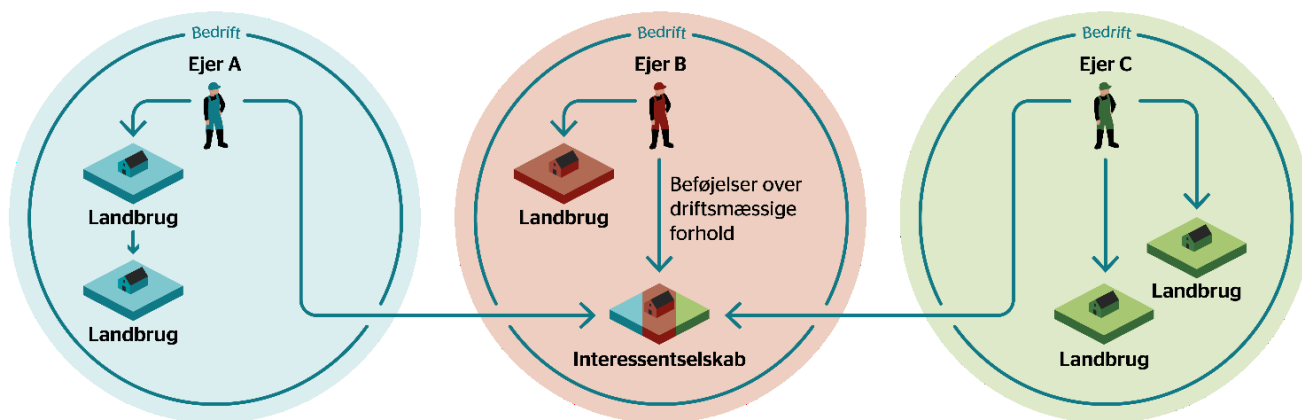 Bedrift
Ejer A
Landbrug
Landbrug
Bedrift
Ejer B
Landbrug
Beføjelser over
driftsmæssige
forhold
Interessentselskab
Bedrift
Ejer C
Landbrug
Landbrug